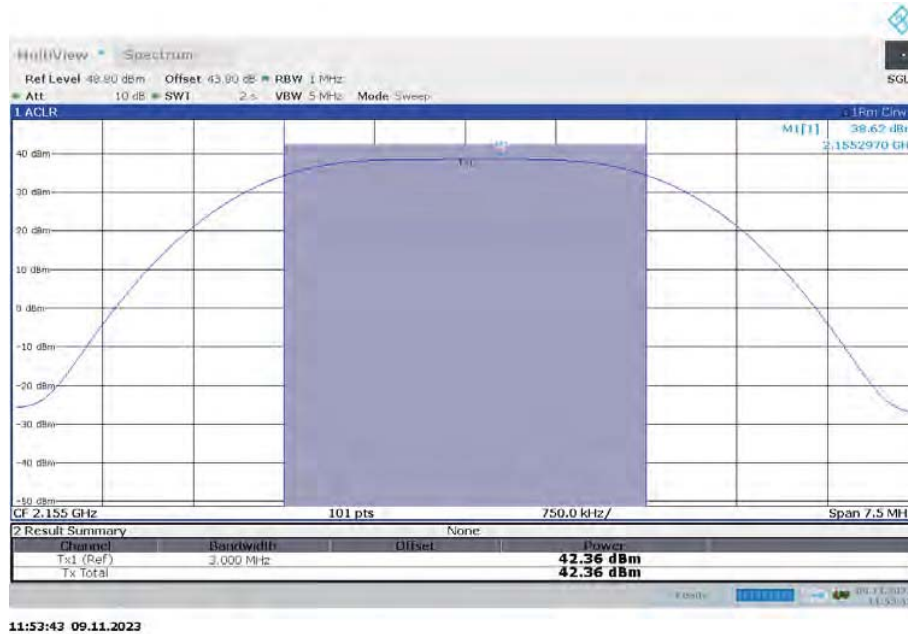 MultiView Spectrum
Ref Level 48.80 dBm Offset 43.80 dB RBW 1 MHz
SGL
Att 10 dB SWT 2 s VBW 5 MHz Mode Sweep
1 ACLR
M1[1] 38.62 dBm
2.1552970 GH
40 dBm
Tx1
30 dBm
20 dBm
10 dBm
0 dBm
-10 dBm
-20 dBm
-30 dBm
-40 dBm
-50 dBm
CF 2.155 GHz 101 pts 750.0 kHz/ Span 7.5 MH
2 Result Summary None
Channel Bandwidth Offset Power
Tx1 (Ref) 3.000 MHz 42.36 dBm
Tx Total 42.36 dBm
11:53:43 09.11.2023